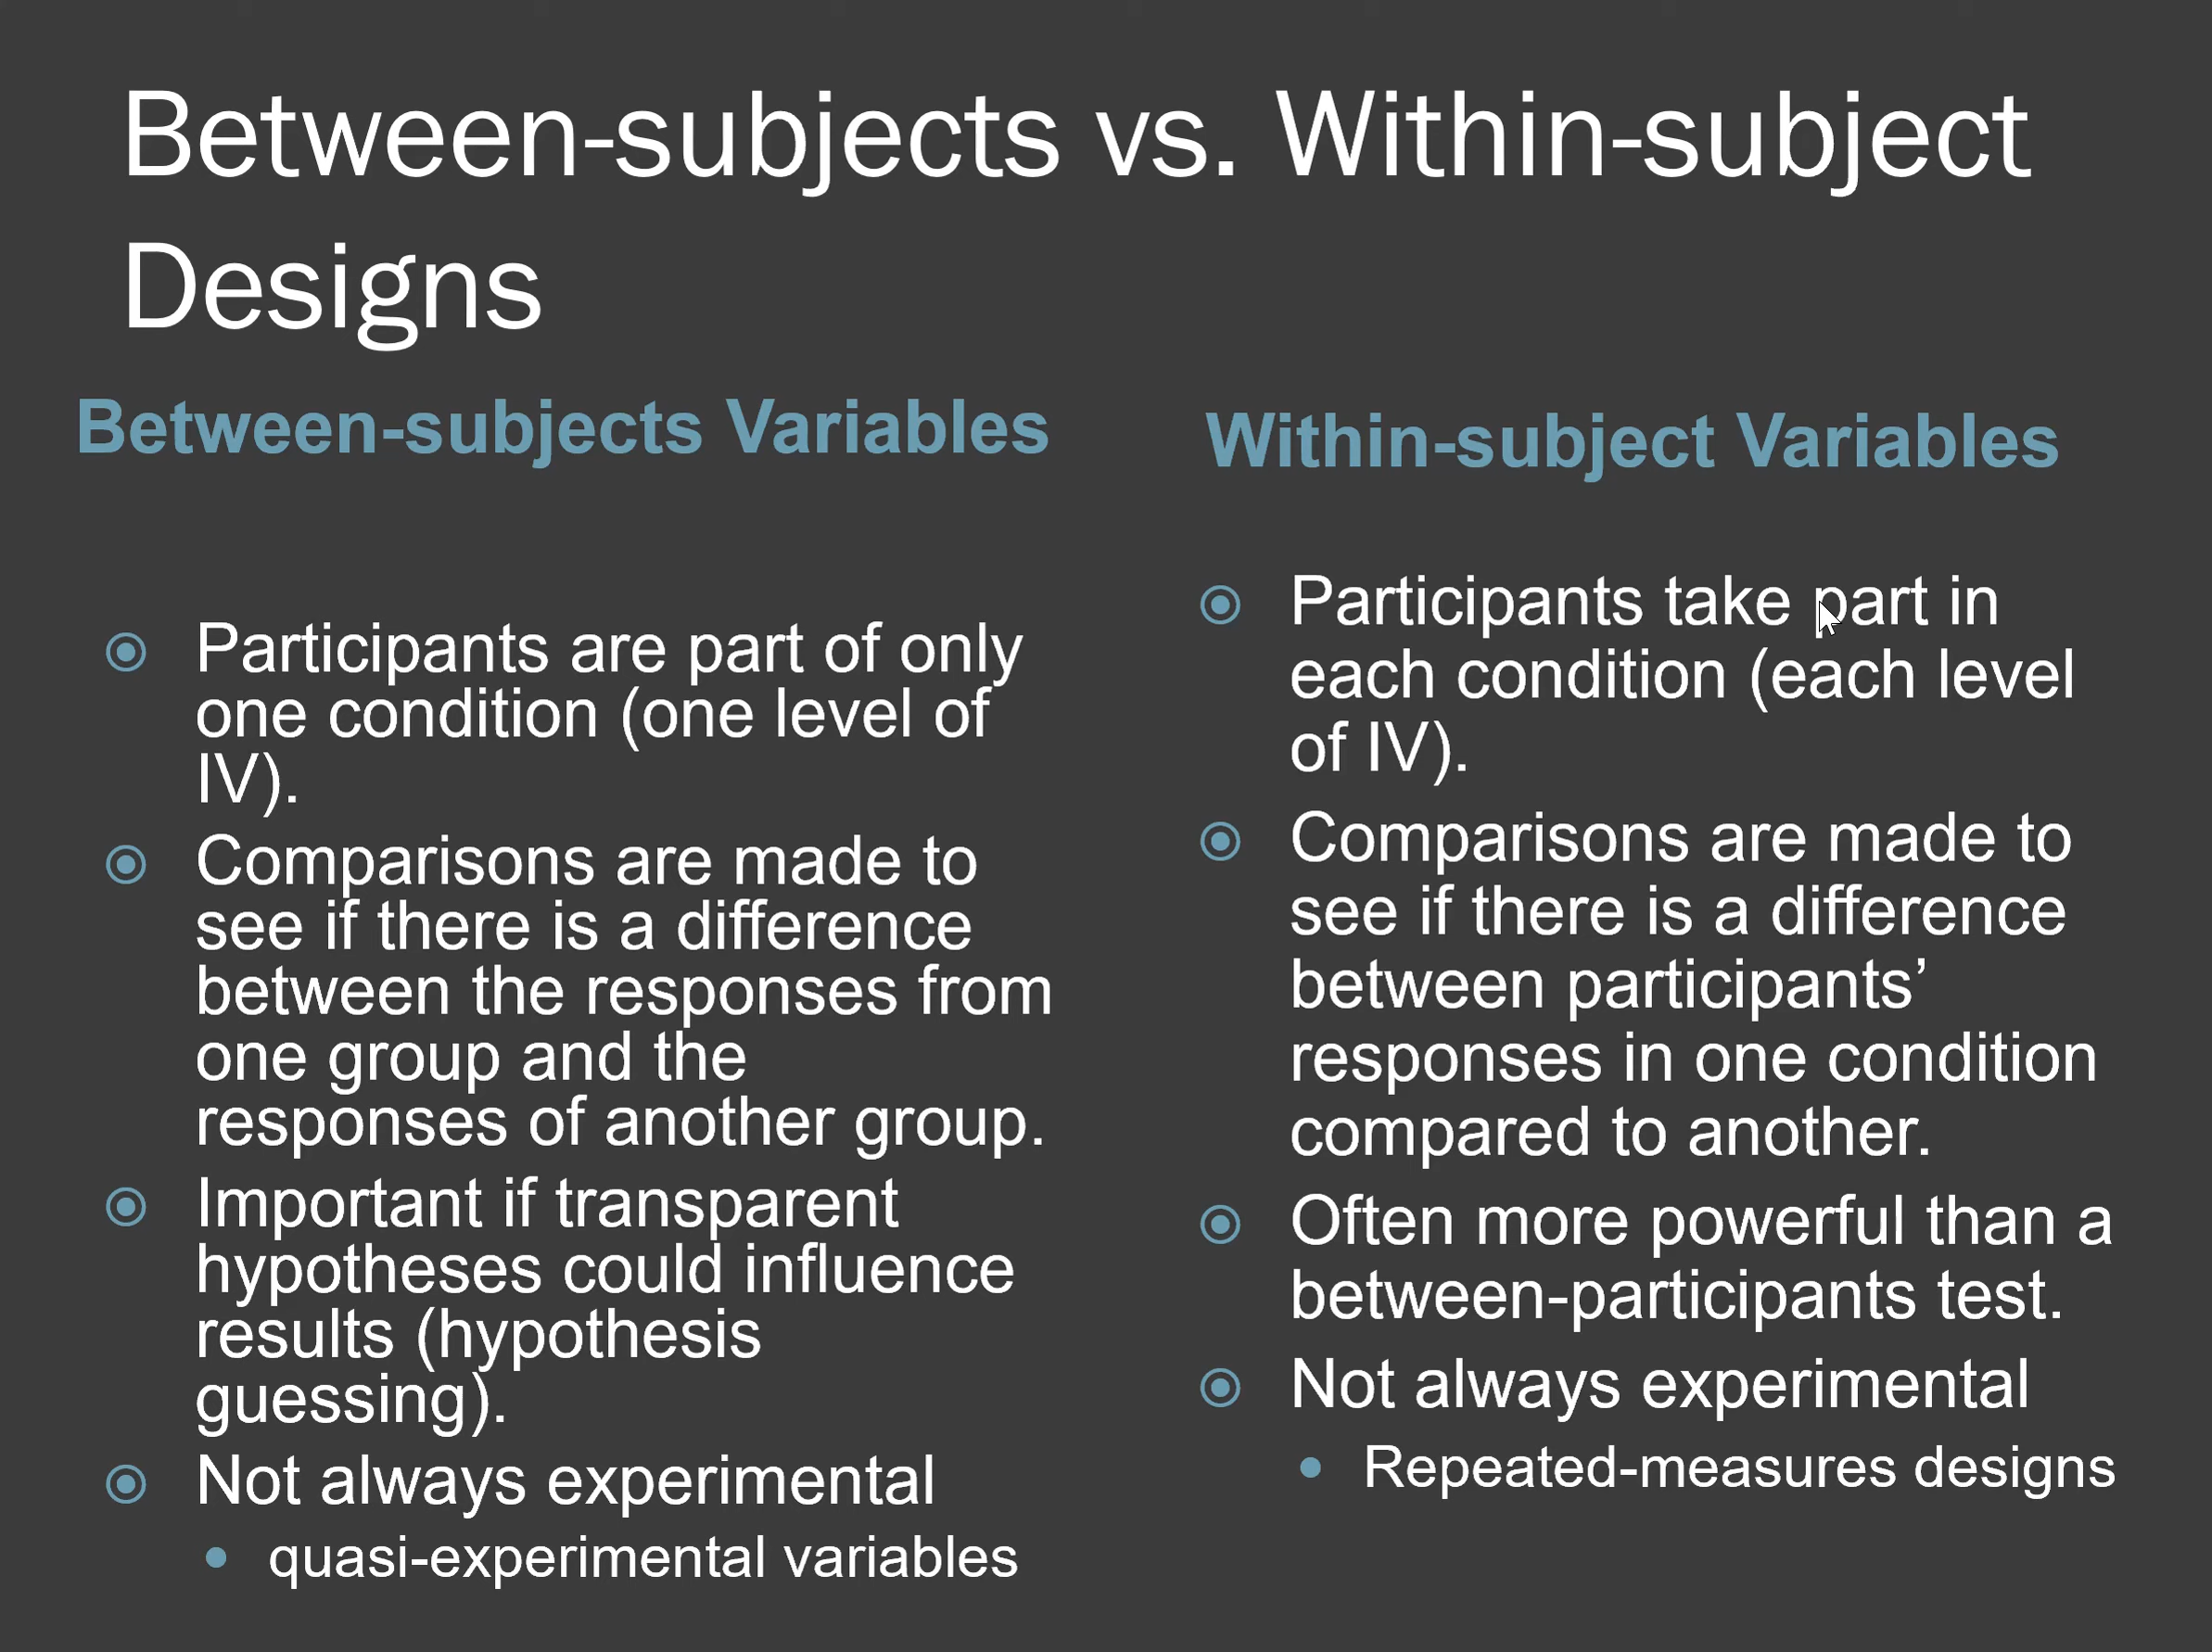 Between-subjects vs. Within-subject
Designs
Between-subjects Variables
Participants are part of only
one condition (one level of
IV).
Comparisons are made to
see if there is a difference
between the responses from
one group and the
responses of another group.
Important if transparent
hypotheses could influence
results (hypothesis
guessing).
Not always experimental
quasi-experimental variables
Within-subject Variables
Participants take part in
each condition (each level
of IV).
Comparisons are made to
see if there is a difference
between participants’
responses in one condition
compared to another.
Often more powerful than a
between-participants test.
Not always experimental
Repeated-measures designs